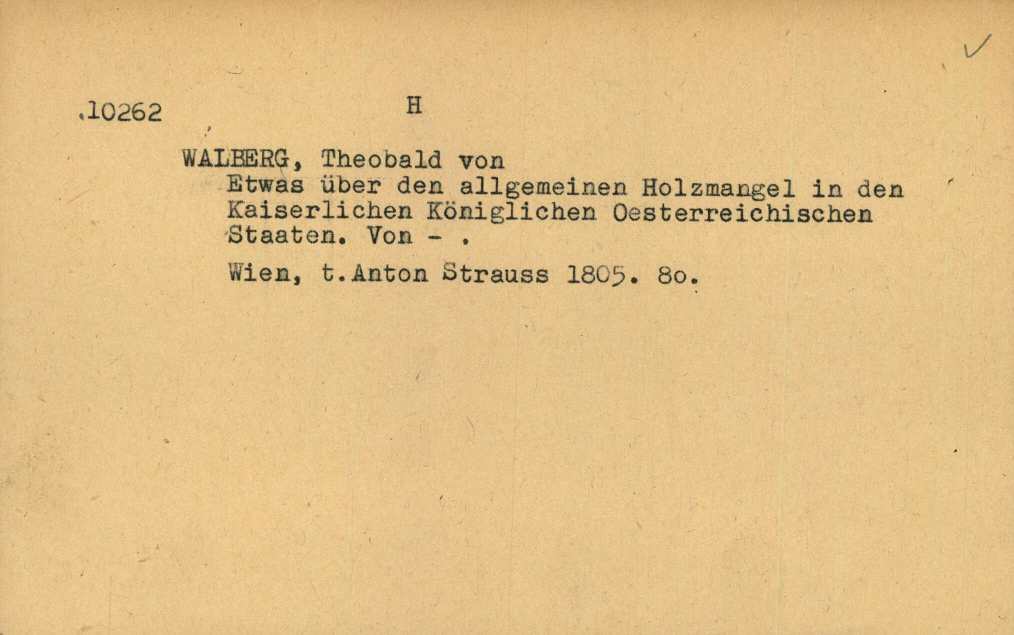 .10262 H
WALBERG, Theobald von
Etwas über den allgemeinen Holzmangel in den
Kaiserlichen Königlichen Oesterreichischen
Staaten. Von - .
Wien, t.Anton Strauss 1805. 8o.